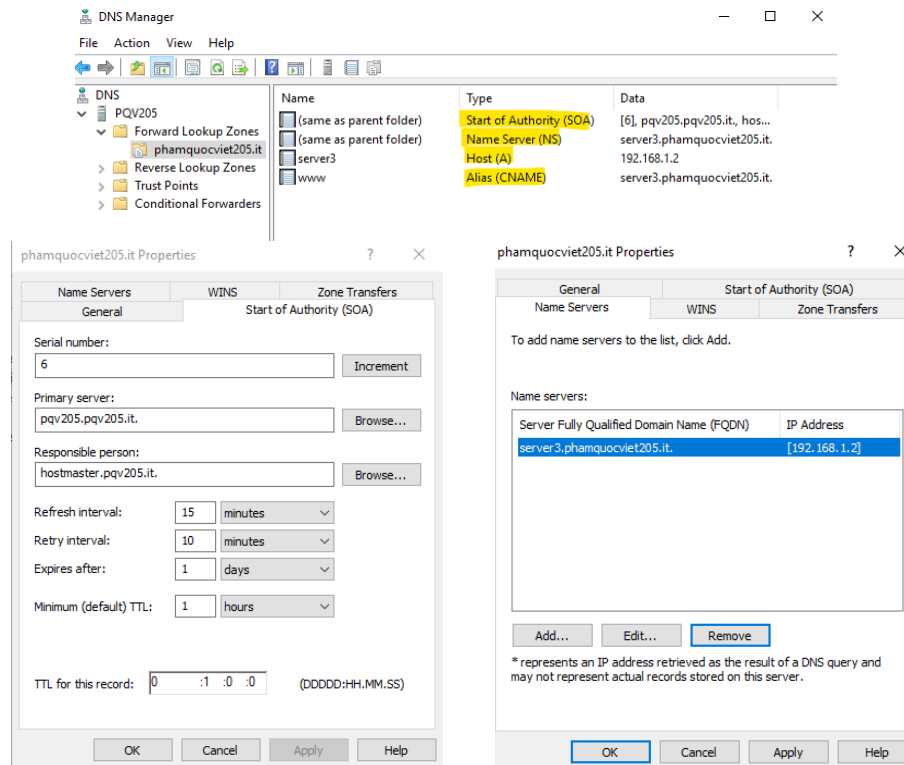 DNS Manager
File Action View Help
DNS
PQV205
Forward Lookup Zones
phamquocviet205.it
Reverse Lookup Zones
Trust Points
Conditional Forwarders
Name Type Data
(same as parent folder) Start of Authority (SOA) [6], pqv205.pqv205.it., hos...
(same as parent folder) Name Server (NS) server3.phamquocviet205.it.
server3 Host (A) 192.168.1.2
www Alias (CNAME) server3.phamquocviet205.it.
phamquocviet205.it Properties ?
Name Servers WINS Zone Transfers
General Start of Authority (SOA)
Serial number:
6 Increment
Primary server:
pqv205.pqv205.it. Browse...
Responsible person:
hostmaster.pqv205.it. Browse...
Refresh interval: 15 minutes
Retry interval: 10 minutes
Expires after: 1 days
Minimum (default) TTL: 1 hours
TTL for this record: 0 :1 :0 :0 (DDDDD:HH.MM.SS)
OK Cancel Apply Help
phamquocviet205.it Properties ?
General Start of Authority (SOA)
Name Servers WINS Zone Transfers
To add name servers to the list, click Add.
Name servers:
Server Fully Qualified Domain Name (FQDN) IP Address
server3.phamquocviet205.it. [192.168.1.2]
Add... Edit... Remove
* represents an IP address retrieved as the result of a DNS query and
may not represent actual records stored on this server.
OK Cancel Apply Help